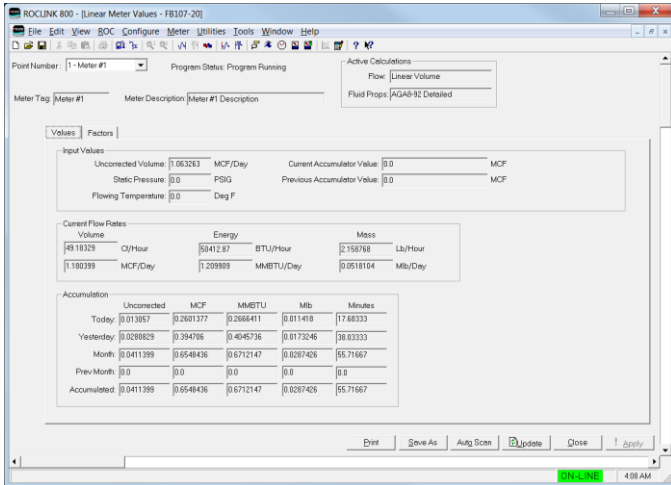 ROCLINK 800 - [Linear Meter Values - FB107-20]
File Edit View ROC Configure Meter Utilities Tools Window Help
Point Number: 1 - Meter #1 Program Status: Program Running
Active Calculations
Flow: Linear Volume
Fluid Props: AGA8-92 Detailed
Meter Tag: Meter #1 Meter Description: Meter #1 Description
Values Factors
Input Values
Uncorrected Volume: 1.063263 MCF/Day Current Accumulator Value: 0.0 MCF
Static Pressure: 0.0 PSIG Previous Accumulator Value: 0.0 MCF
Flowing Temperature: 0.0 Deg F
Current Flow Rates
Volume Energy Mass
49.18329 Cf/Hour 50412.87 BTU/Hour 2.158768 Lb/Hour
1.180399 MCF/Day 1.209909 MMBTU/Day 0.0518104 Mlb/Day
Accumulation
Uncorrected MCF MMBTU Mlb Minutes
Today: 0.013057 0.2601377 0.2666411 0.011418 17.68333
Yesterday: 0.0280829 0.394706 0.4045736 0.0173246 38.03333
Month: 0.0411399 0.6548436 0.6712147 0.0287426 55.71667
Prev Month: 0.0 0.0 0.0 0.0 0.0
Accumulated: 0.0411399 0.6548436 0.6712147 0.0287426 55.71667
Print Save As Auto Scan Update Close ! Apply
ON-LINE 4:08 AM